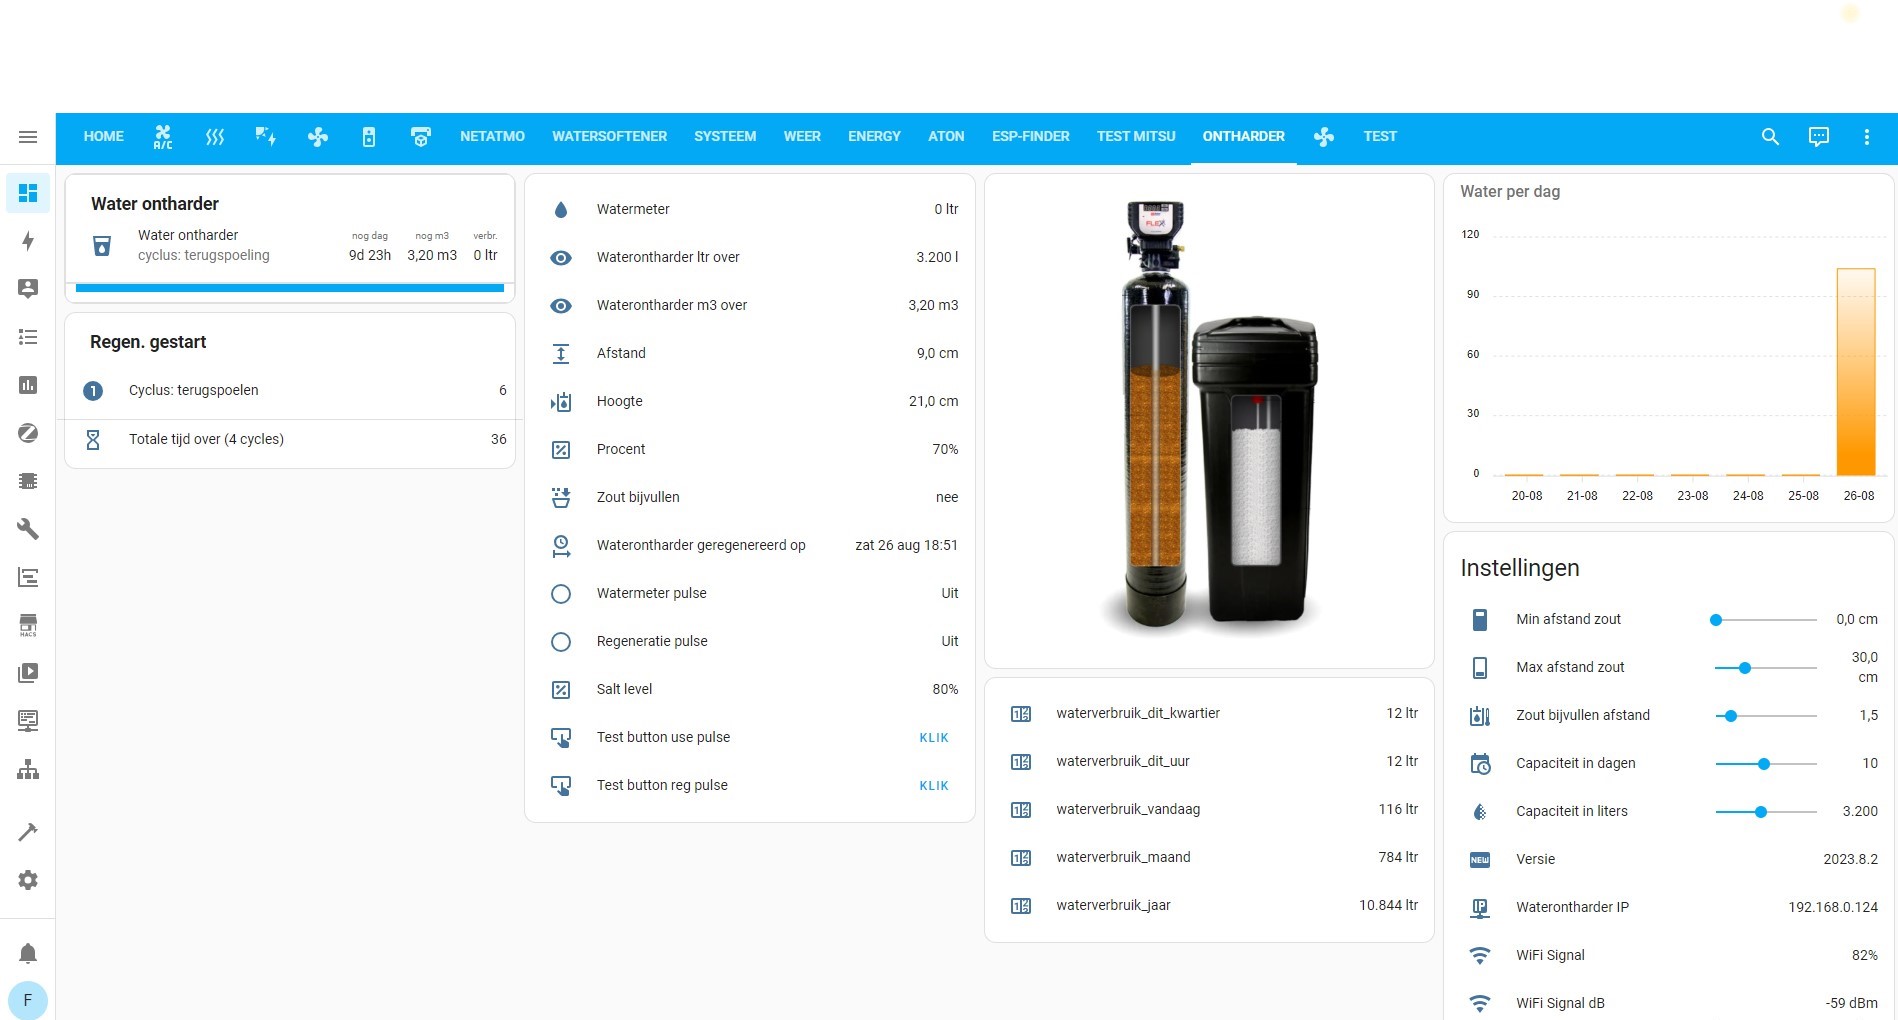 HOME
A/C
NETATMO
WATERSOFTENER
SYSTEEM
WEER
ENERGY
ATON
ESP-FINDER
TEST MITSU
ONTHARDER
TEST
HACS
F
Water ontharder
Water ontharder
cyclus: terugspoeling
nog dag nog m3 verbr.
9d 23h 3,20 m3 0 ltr
Regen. gestart
1 Cyclus: terugspoelen 6
Totale tijd over (4 cycles) 36
Watermeter 0 ltr
Waterontharder ltr over 3.200 l
Waterontharder m3 over 3,20 m3
Afstand 9,0 cm
Hoogte 21,0 cm
Procent 70%
Zout bijvullen nee
Waterontharder geregenereerd op zat 26 aug 18:51
Watermeter pulse Uit
Regeneratie pulse Uit
Salt level 80%
Test button use pulse KLIK
Test button reg pulse KLIK
FLEX
waterverbruik_dit_kwartier 12 ltr
waterverbruik_dit_uur 12 ltr
waterverbruik_vandaag 116 ltr
waterverbruik_maand 784 ltr
waterverbruik_jaar 10.844 ltr
Water per dag
120
90
60
30
0
20-08 21-08 22-08 23-08 24-08 25-08 26-08
Instellingen
Min afstand zout 0,0 cm
Max afstand zout 30,0
cm
Zout bijvullen afstand 1,5
Capaciteit in dagen 10
Capaciteit in liters 3.200
NEW Versie 2023.8.2
IP Waterontharder IP 192.168.0.124
WiFi Signal 82%
WiFi Signal dB -59 dBm